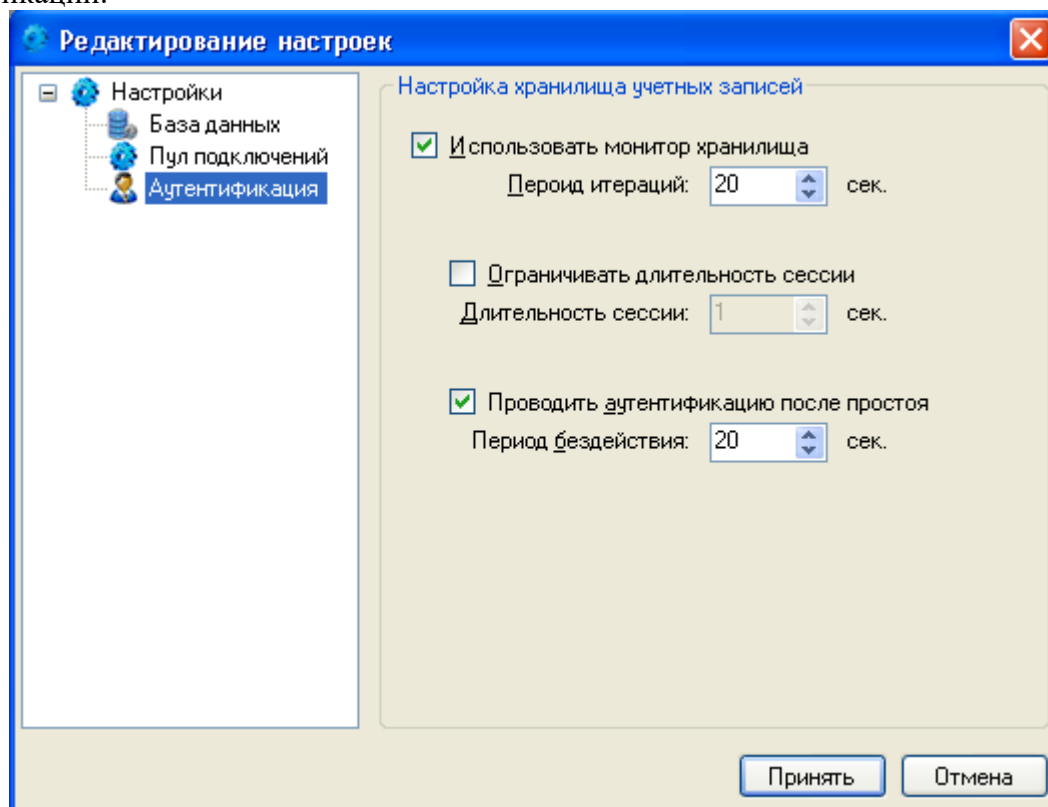 икации.
Редактирование настроек
Настройки
База данных
Пул подключений
Аутентификация
Настройка хранилища учетных записей
Использовать монитор хранилища
Пероид итераций: 20 сек.
Ограничивать длительность сессии
Длительность сессии: 1 сек.
Проводить аутентификацию после простоя
Период бездействия: 20 сек.
Принять Отмена